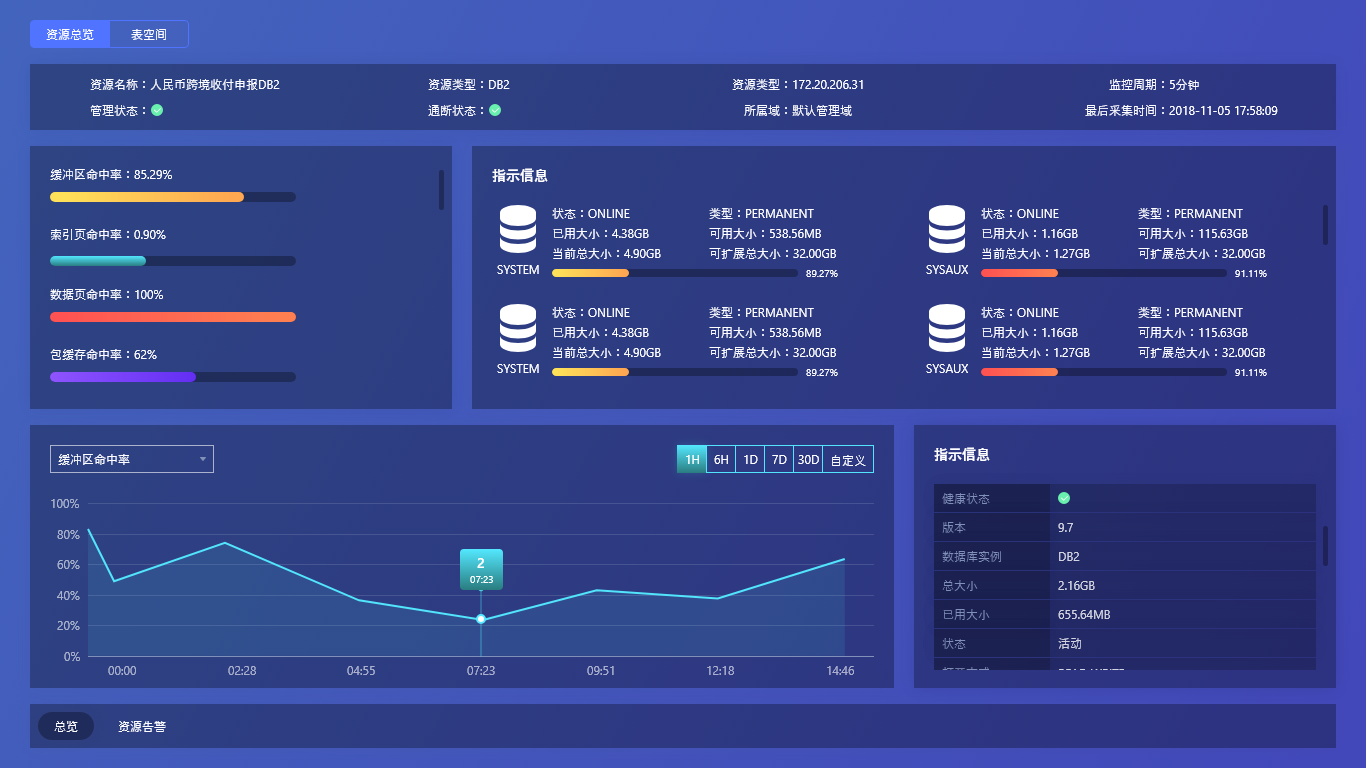 资源总览 表空间
资源名称：人民币跨境收付申报DB2 资源类型：DB2 资源类型：172.20.206.31 监控周期：5分钟
管理状态： 通断状态： 所属域：默认管理域 最后采集时间：2018-11-05 17:58:09
缓冲区命中率：85.29%
索引页命中率：0.90%
数据页命中率：100%
包缓存命中率：62%
指示信息
状态：ONLINE 类型：PERMANENT
已用大小：4.38GB 可用大小：538.56MB
当前总大小：4.90GB 可扩展总大小：32.00GB
SYSTEM 89.27%
状态：ONLINE 类型：PERMANENT
已用大小：1.16GB 可用大小：115.63GB
当前总大小：1.27GB 可扩展总大小：32.00GB
SYSAUX 91.11%
状态：ONLINE 类型：PERMANENT
已用大小：4.38GB 可用大小：538.56MB
当前总大小：4.90GB 可扩展总大小：32.00GB
SYSTEM 89.27%
状态：ONLINE 类型：PERMANENT
已用大小：1.16GB 可用大小：115.63GB
当前总大小：1.27GB 可扩展总大小：32.00GB
SYSAUX 91.11%
缓冲区命中率 1H 6H 1D 7D 30D 自定义
100%
80%
60%
40%
20%
0%
2
07:23
00:00 02:28 04:55 07:23 09:51 12:18 14:46
指示信息
健康状态
版本 9.7
数据库实例 DB2
总大小 2.16GB
已用大小 655.64MB
状态 活动
总览 资源告警